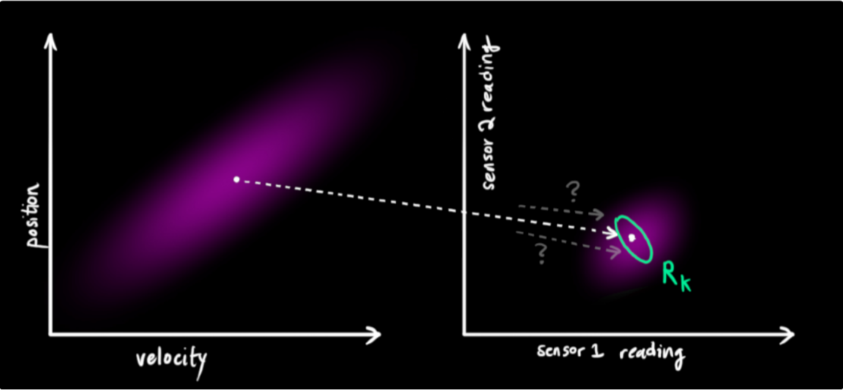 position
velocity
sensor 2 reading
?
?
R k
sensor 1 reading